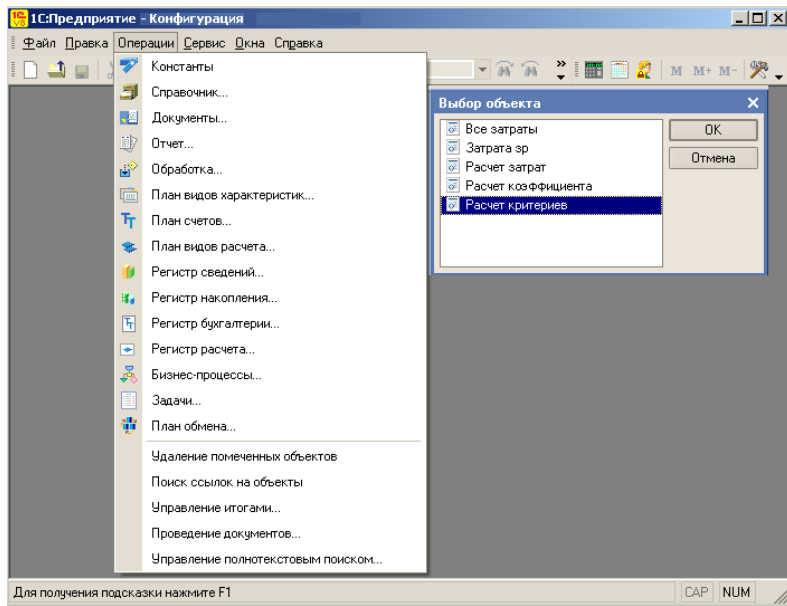 1С:Предприятие - Конфигурация
Файл Правка Операции Сервис Окна Справка
M M+ M-
Константы
Справочник...
Документы...
Отчет...
Обработка...
План видов характеристик...
План счетов...
План видов расчета...
Регистр сведений...
Регистр накопления...
Регистр бухгалтерии...
Регистр расчета...
Бизнес-процессы...
Задачи...
План обмена...
Удаление помеченных объектов
Поиск ссылок на объекты
Управление итогами...
Проведение документов...
Управление полнотекстовым поиском...
Выбор объекта
Все затраты
Затрата зр
Расчет затрат
Расчет коэффициента
Расчет критериев
OK
Отмена
Для получения подсказки нажмите F1
CAP NUM